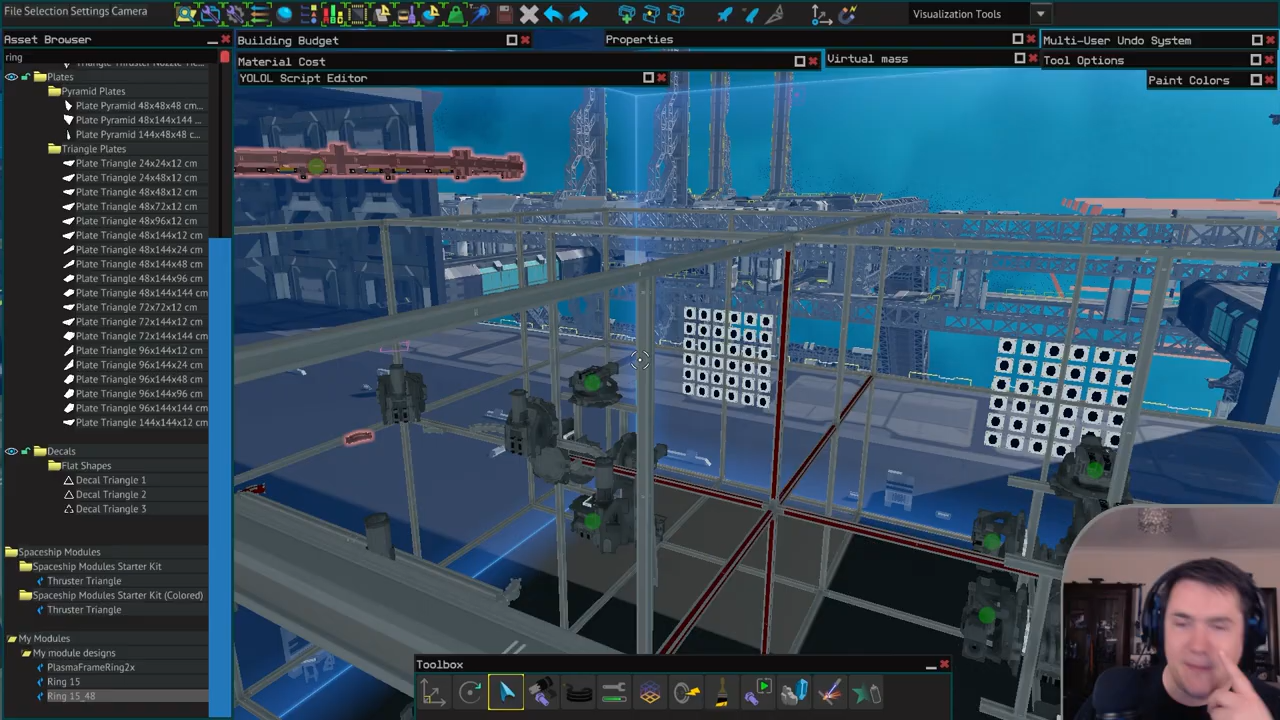 File Selection Settings Camera
Visualization Tools
Asset Browser
Building Budget
Properties
Multi-User Undo System
ring
Material Cost
Virtual mass
Tool Options
YOLOL Script Editor
Paint Colors
Plates
Pyramid Plates
Plate Pyramid 48x48x48 cm...
Plate Pyramid 48x144x144 ...
Plate Pyramid 144x48x48 c...
Triangle Plates
Plate Triangle 24x24x12 cm
Plate Triangle 24x48x12 cm
Plate Triangle 48x48x12 cm
Plate Triangle 48x72x12 cm
Plate Triangle 48x96x12 cm
Plate Triangle 48x144x12 cm
Plate Triangle 48x144x24 cm
Plate Triangle 48x144x48 cm
Plate Triangle 48x144x96 cm
Plate Triangle 48x144x144 cm
Plate Triangle 72x72x12 cm
Plate Triangle 72x144x12 cm
Plate Triangle 72x144x144 cm
Plate Triangle 96x144x12 cm
Plate Triangle 96x144x24 cm
Plate Triangle 96x144x48 cm
Plate Triangle 96x144x96 cm
Plate Triangle 96x144x144 cm
Plate Triangle 144x144x12 cm
Decals
Flat Shapes
Decal Triangle 1
Decal Triangle 2
Decal Triangle 3
Spaceship Modules
Spaceship Modules Starter Kit
Thruster Triangle
Spaceship Modules Starter Kit (Colored)
Thruster Triangle
My Modules
My module designs
PlasmaFrameRing2x
Ring 15
Ring 15_48
Toolbox